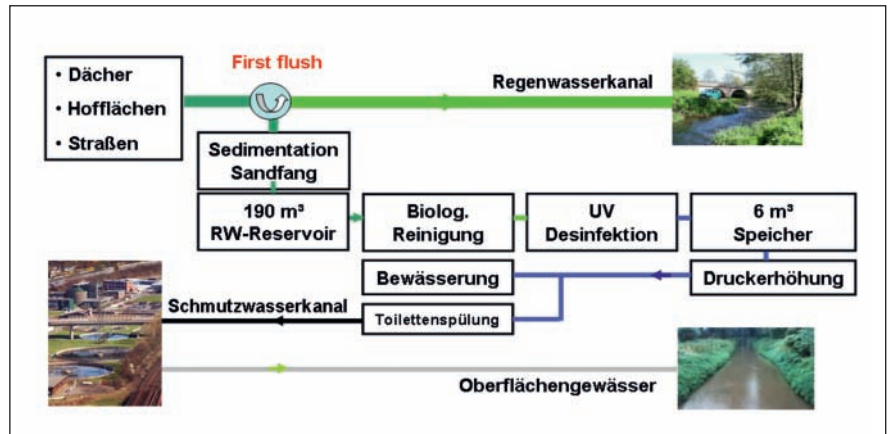 First flush
• Dächer
• Hofflächen
• Straßen
Regenwasserkanal
Sedimentation
Sandfang
190 m³
RW-Reservoir
Biolog.
Reinigung
UV
Desinfektion
6 m³
Speicher
Bewässerung
Druckerhöhung
Schmutzwasserkanal
Toilettenspülung
Oberflächengewässer